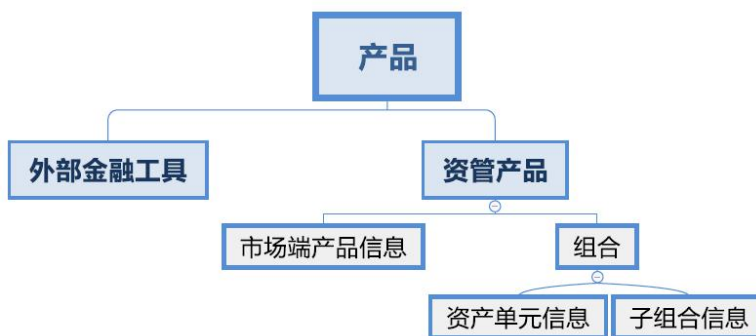 产品
外部金融工具
资管产品
市场端产品信息
组合
资产单元信息
子组合信息